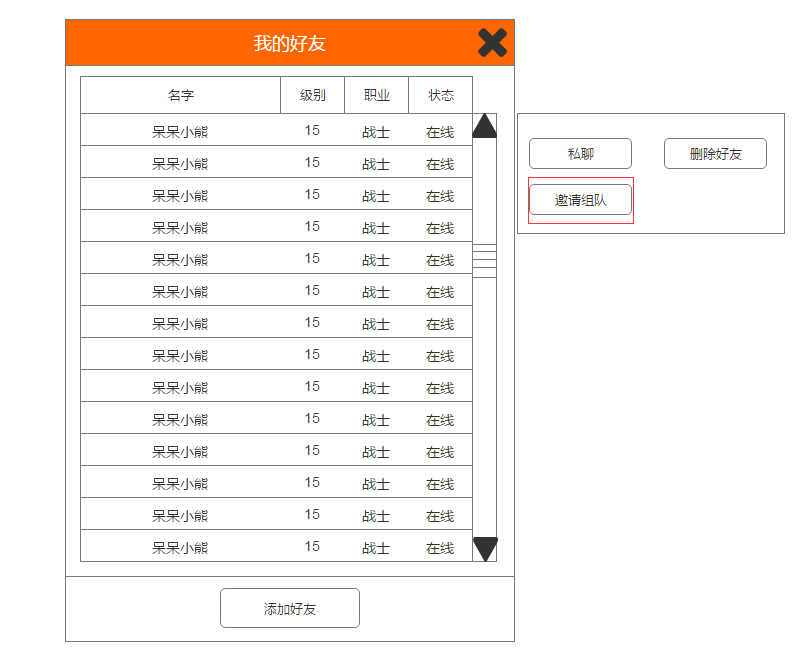 我的好友
名字 级别 职业 状态
呆呆小熊 15 战士 在线
呆呆小熊 15 战士 在线
呆呆小熊 15 战士 在线
呆呆小熊 15 战士 在线
呆呆小熊 15 战士 在线
呆呆小熊 15 战士 在线
呆呆小熊 15 战士 在线
呆呆小熊 15 战士 在线
呆呆小熊 15 战士 在线
呆呆小熊 15 战士 在线
呆呆小熊 15 战士 在线
呆呆小熊 15 战士 在线
呆呆小熊 15 战士 在线
呆呆小熊 15 战士 在线
添加好友
私聊 删除好友
邀请组队